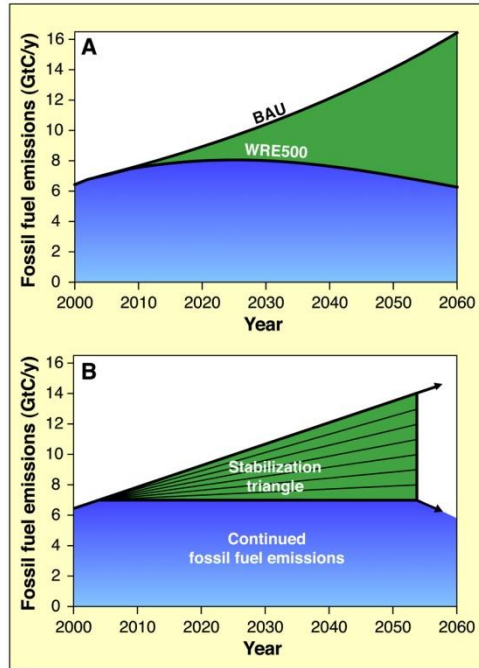 A
Fossil fuel emissions (GtC/y)
16
14
12
10
8
6
4
2
0
BAU
WRE500
2000 2010 2020 2030 2040 2050 2060
Year
B
Fossil fuel emissions (GtC/y)
16
14
12
10
8
6
4
2
0
Stabilization
triangle
Continued
fossil fuel emissions
2000 2010 2020 2030 2040 2050 2060
Year